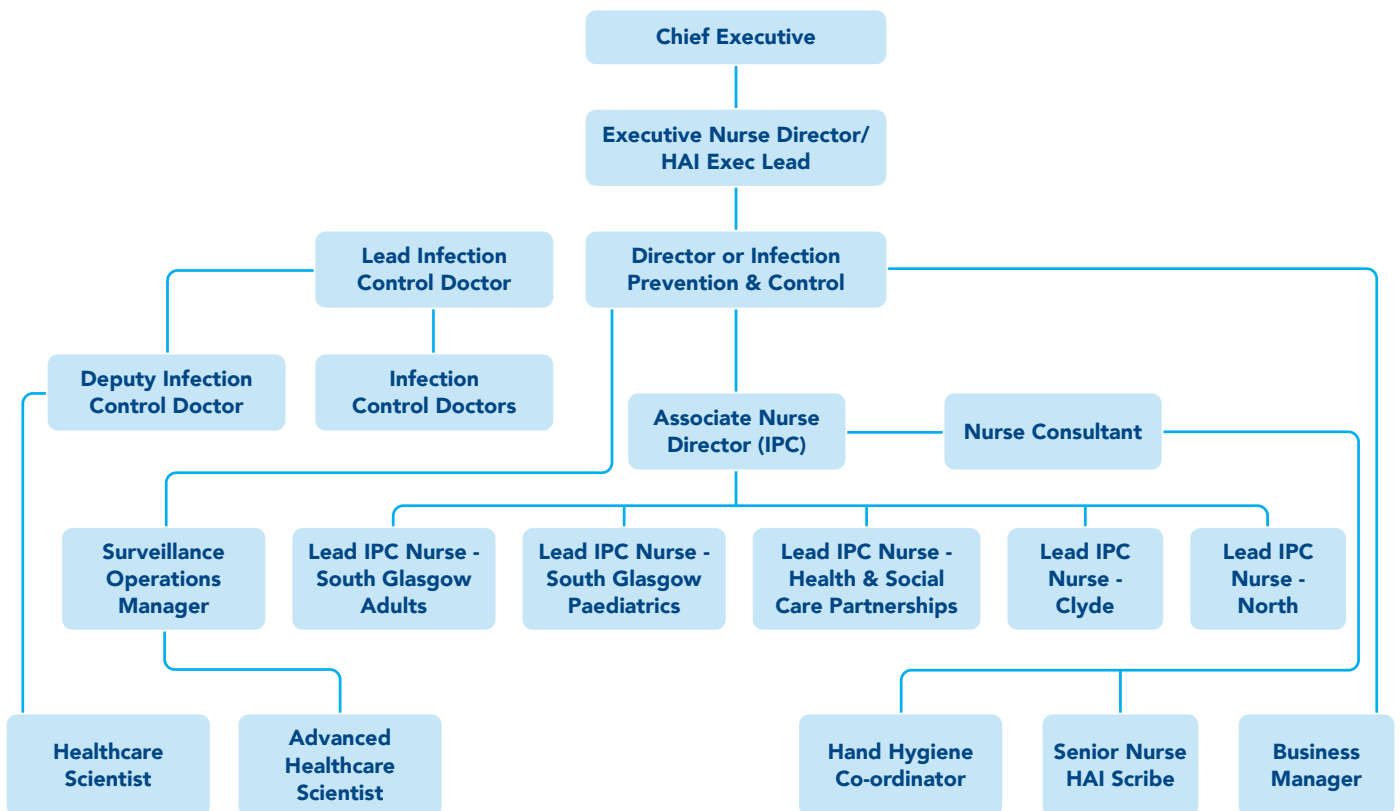 Chief Executive
Executive Nurse Director/
HAI Exec Lead
Lead Infection
Control Doctor
Director or Infection
Prevention & Control
Deputy Infection
Control Doctor
Infection
Control Doctors
Associate Nurse
Director (IPC)
Nurse Consultant
Surveillance
Operations
Manager
Lead IPC Nurse -
South Glasgow
Adults
Lead IPC Nurse -
South Glasgow
Paediatrics
Lead IPC Nurse -
Health & Social
Care Partnerships
Lead IPC
Nurse -
Clyde
Lead IPC
Nurse -
North
Healthcare
Scientist
Advanced
Healthcare
Scientist
Hand Hygiene
Co-ordinator
Senior Nurse
HAI Scribe
Business
Manager